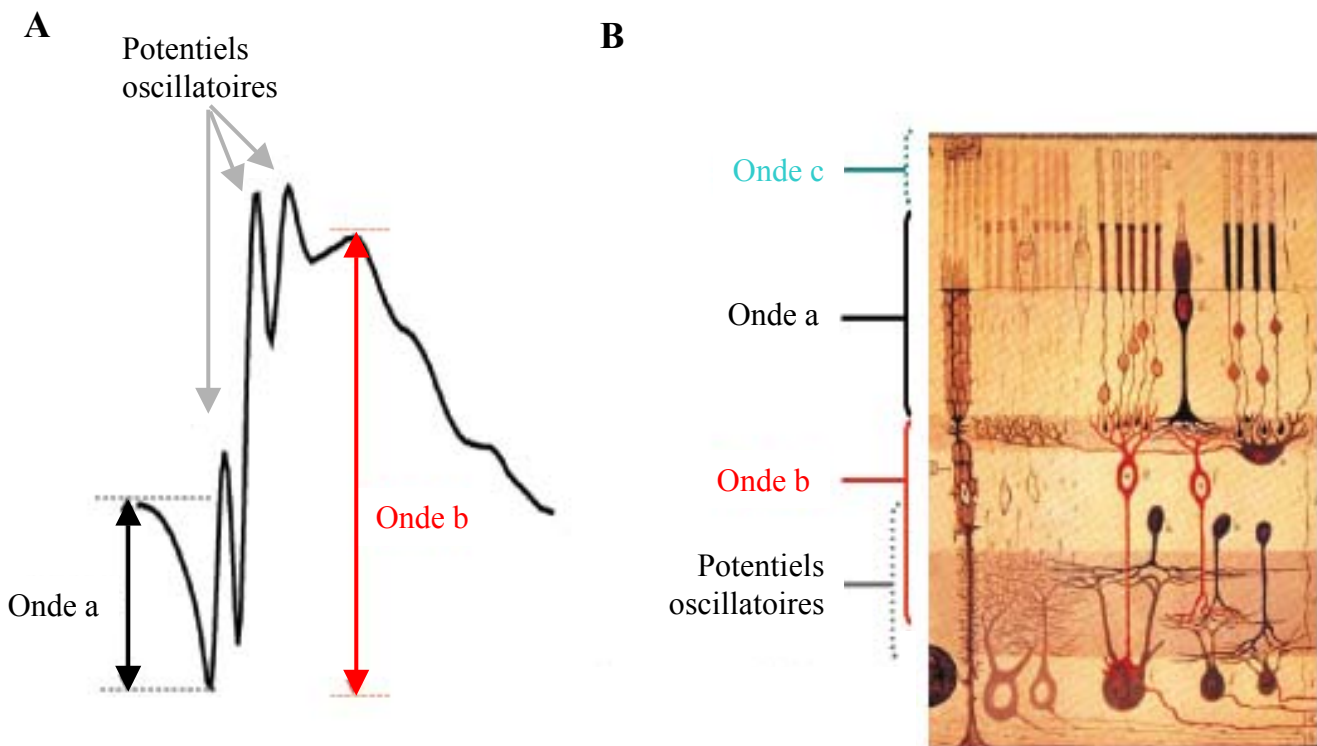 A
Potentiels
oscillatoires
Onde a
Onde b
B
Onde c
Onde a
Onde b
Potentiels
oscillatoires